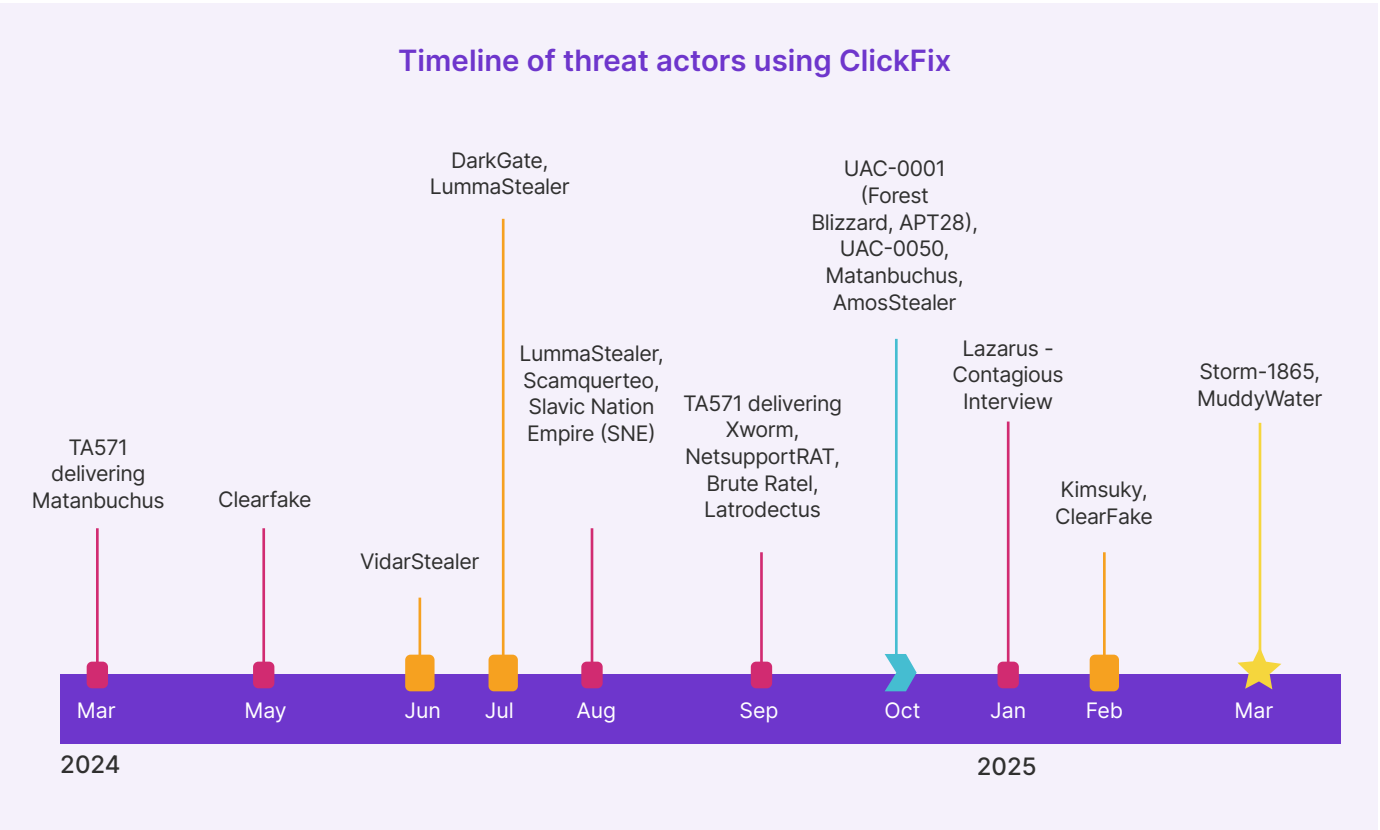 Timeline of threat actors using ClickFix
TA571
delivering
Matanbuchus
Clearfake
VidarStealer
DarkGate,
LummaStealer
LummaStealer,
Scamquerteo,
Slavic Nation
Empire (SNE)
TA571 delivering
Xworm,
NetsupportRAT,
Brute Ratel,
Latrodectus
UAC-0001
(Forest
Blizzard, APT28),
UAC-0050,
Matanbuchus,
AmosStealer
Lazarus -
Contagious
Interview
Kimsuky,
ClearFake
Storm-1865,
MuddyWater
Mar
May
Jun
Jul
Aug
Sep
Oct
Jan
Feb
Mar
2024
2025